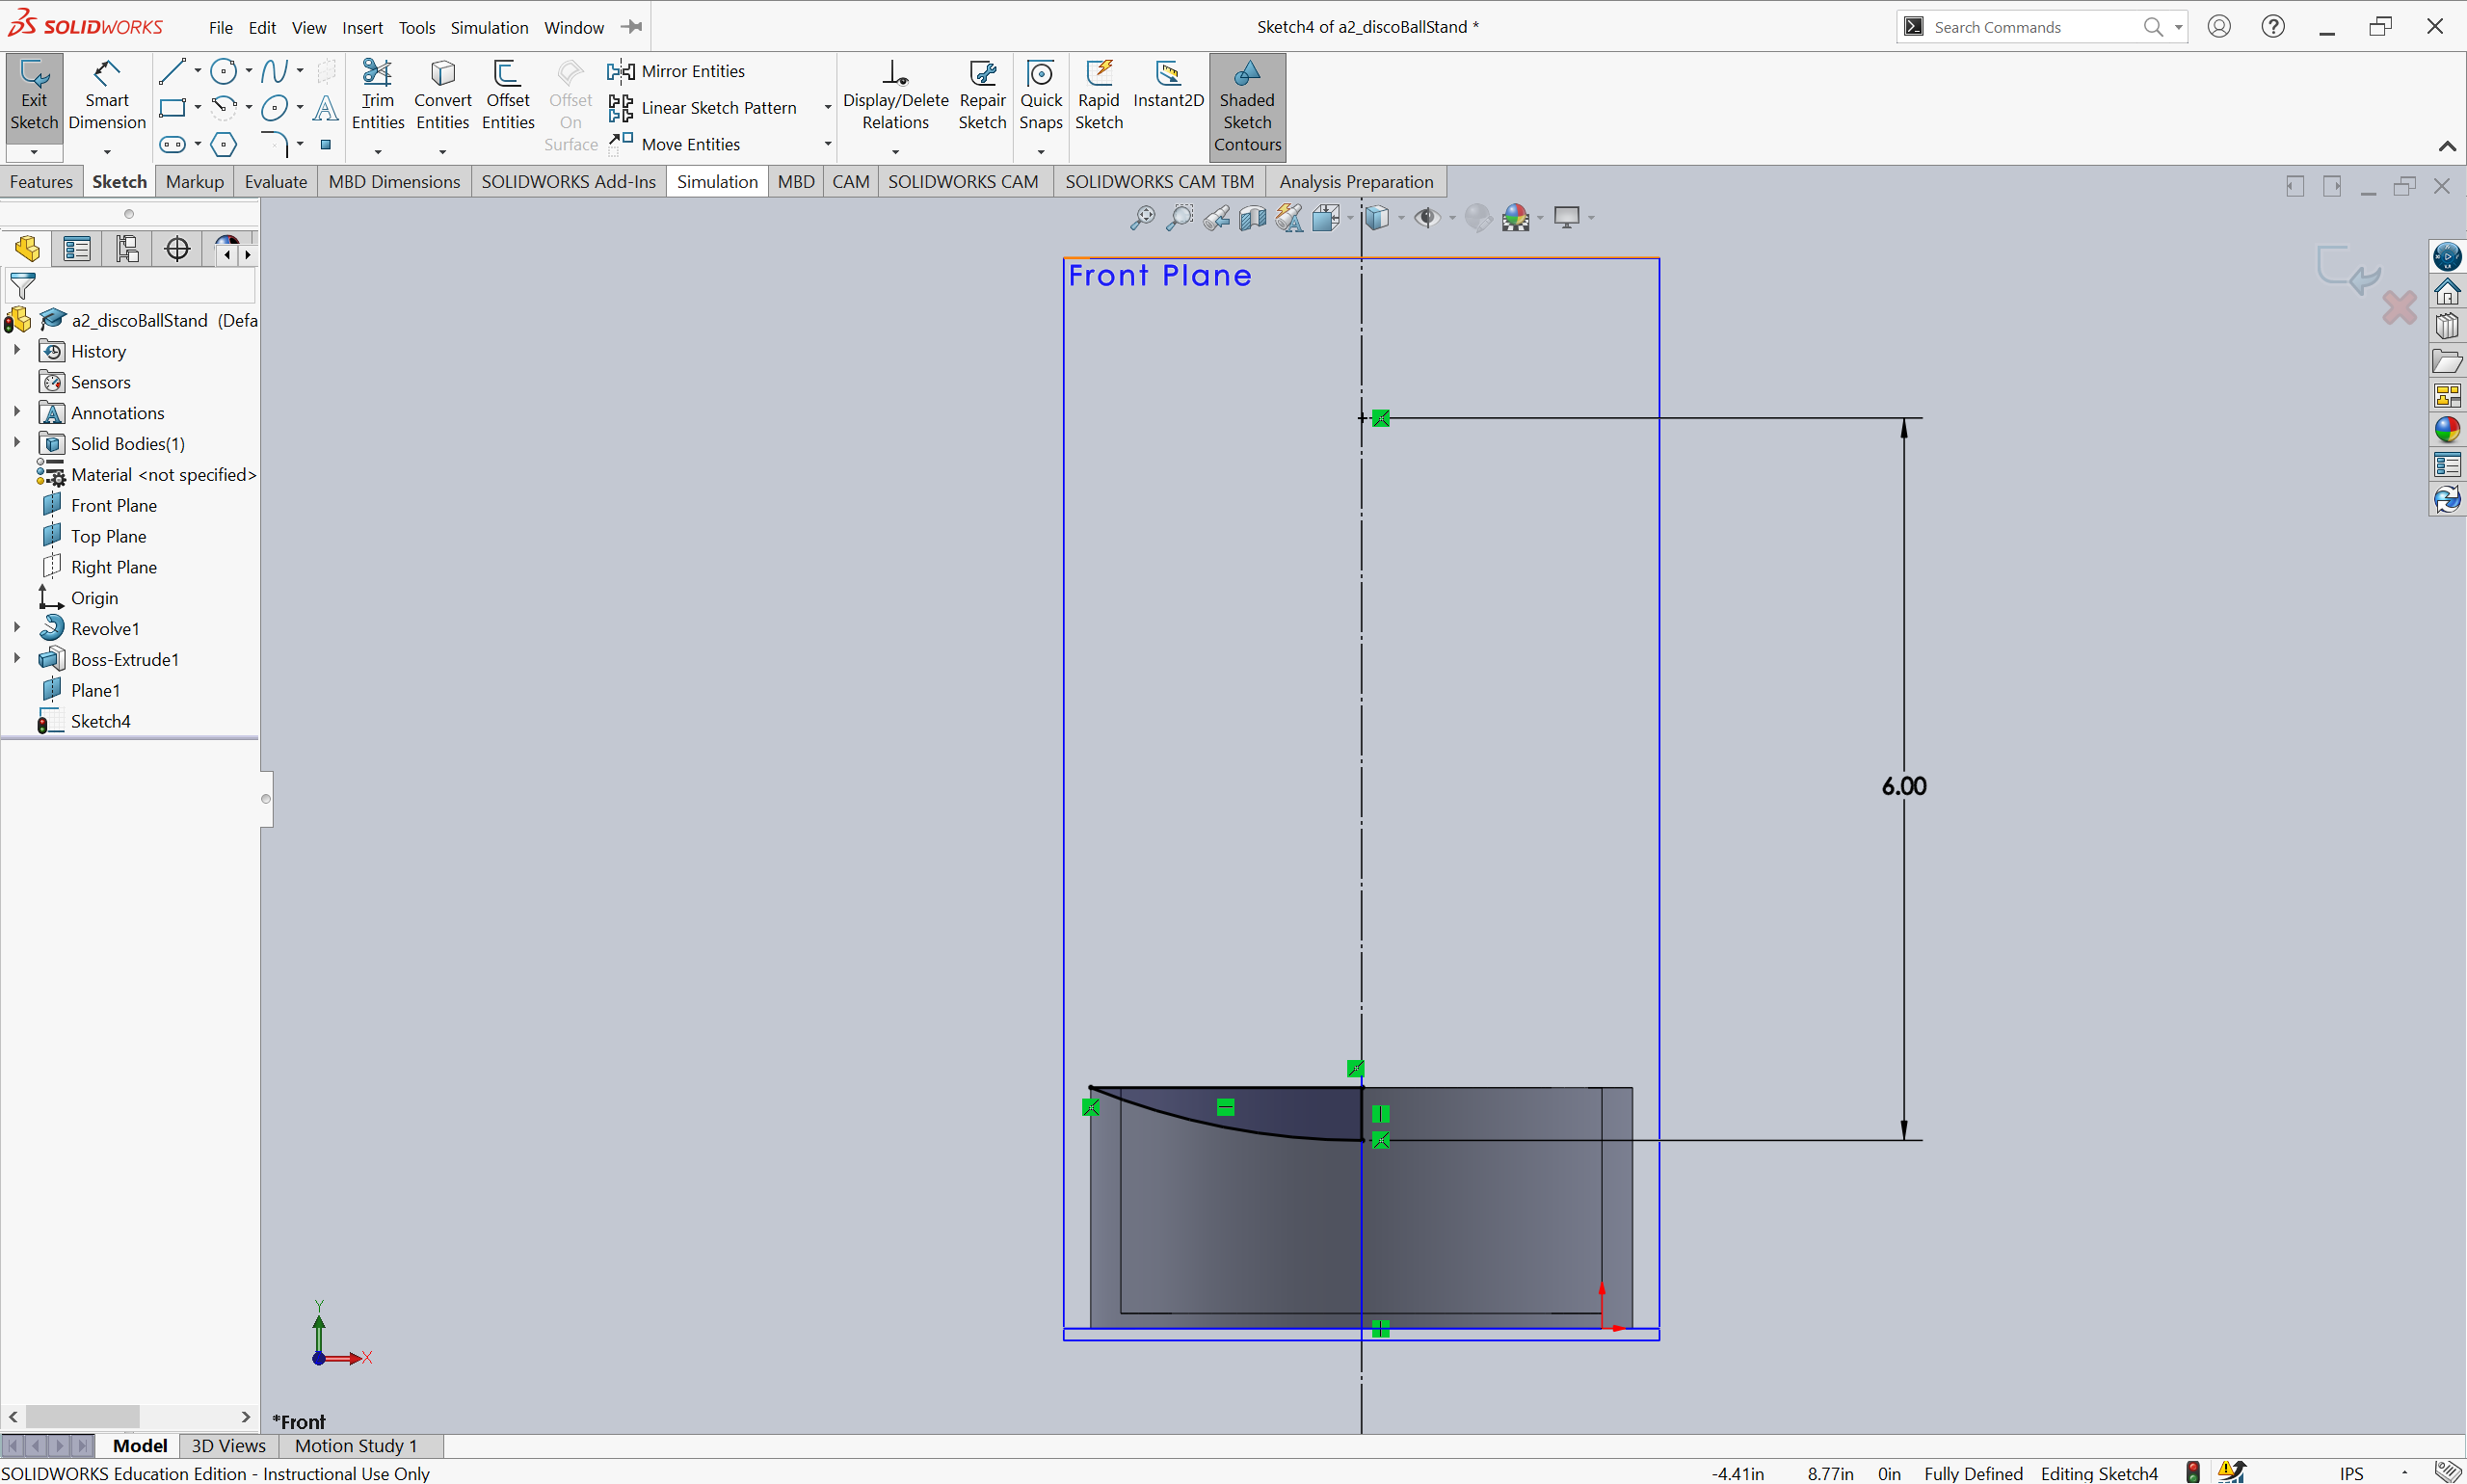 SOLIDWORKS File Edit View Insert Tools Simulation Window Sketch4 of a2_discoBallStand * Search Commands
Exit Sketch
Smart Dimension
Trim Entities
Convert Entities
Offset Entities
Offset On Surface
Mirror Entities
Linear Sketch Pattern
Move Entities
Display/Delete Relations
Repair Sketch
Quick Snaps
Rapid Sketch
Instant2D
Shaded Sketch Contours
Features Sketch Markup Evaluate MBD Dimensions SOLIDWORKS Add-Ins Simulation MBD CAM SOLIDWORKS CAM SOLIDWORKS CAM TBM Analysis Preparation
a2_discoBallStand (Defa
History
Sensors
Annotations
Solid Bodies(1)
Material <not specified>
Front Plane
Top Plane
Right Plane
Origin
Revolve1
Boss-Extrude1
Plane1
Sketch4
Front Plane
6.00
Y
X
*Front
Model 3D Views Motion Study 1
SOLIDWORKS Education Edition - Instructional Use Only -4.41in 8.77in 0in Fully Defined Editing Sketch4 IPS